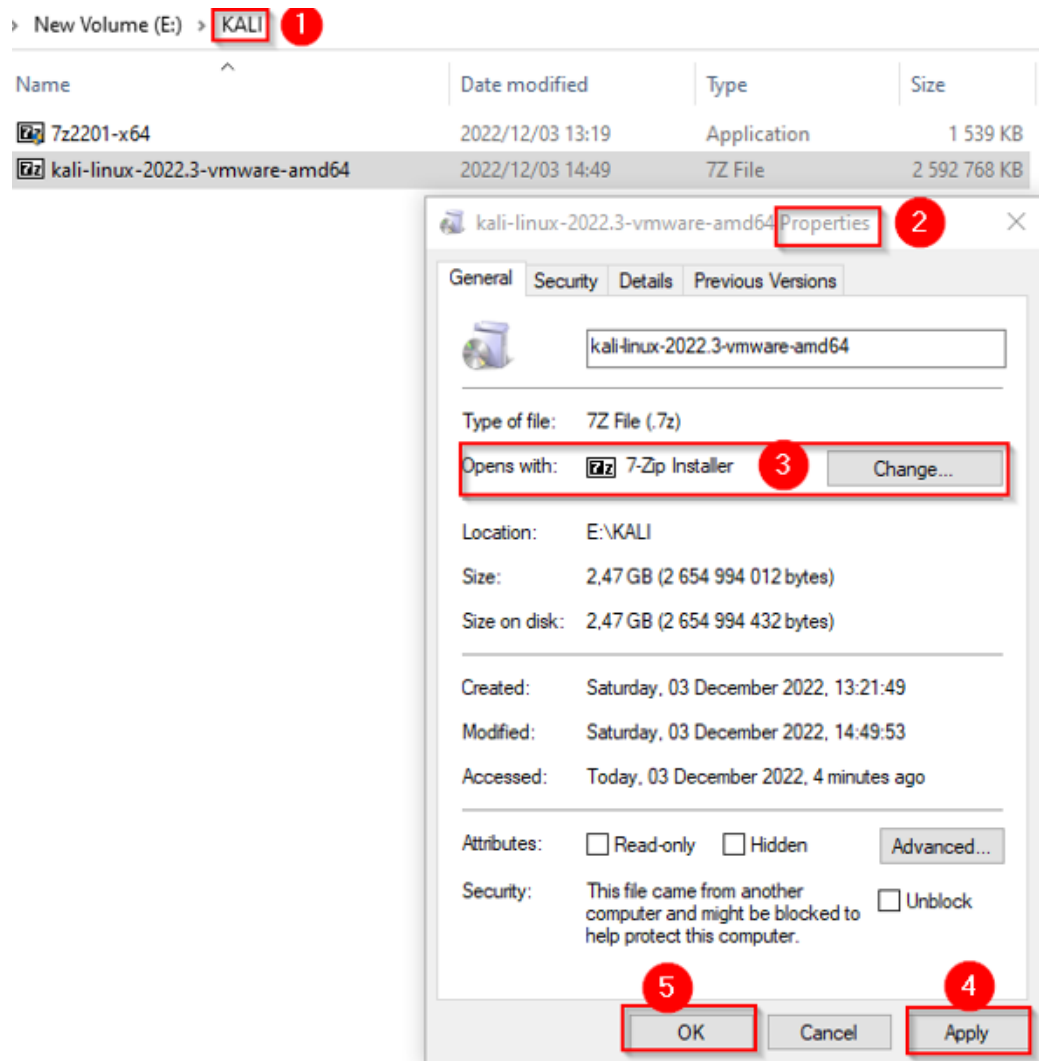 › New Volume (E:) › KALI 1
Name Date modified Type Size
7z 7z2201-x64 2022/12/03 13:19 Application 1 539 KB
7z kali-linux-2022.3-vmware-amd64 2022/12/03 14:49 7Z File 2 592 768 KB
kali-linux-2022.3-vmware-amd64 Properties 2
General Security Details Previous Versions
kali-linux-2022.3-vmware-amd64
Type of file: 7Z File (.7z)
Opens with: 7z 7-Zip Installer 3 Change...
Location: E:\KALI
Size: 2,47 GB (2 654 994 012 bytes)
Size on disk: 2,47 GB (2 654 994 432 bytes)
Created: Saturday, 03 December 2022, 13:21:49
Modified: Saturday, 03 December 2022, 14:49:53
Accessed: Today, 03 December 2022, 4 minutes ago
Attributes: Read-only Hidden Advanced...
Security: This file came from another Unblock
computer and might be blocked to
help protect this computer.
5 4
OK Cancel Apply